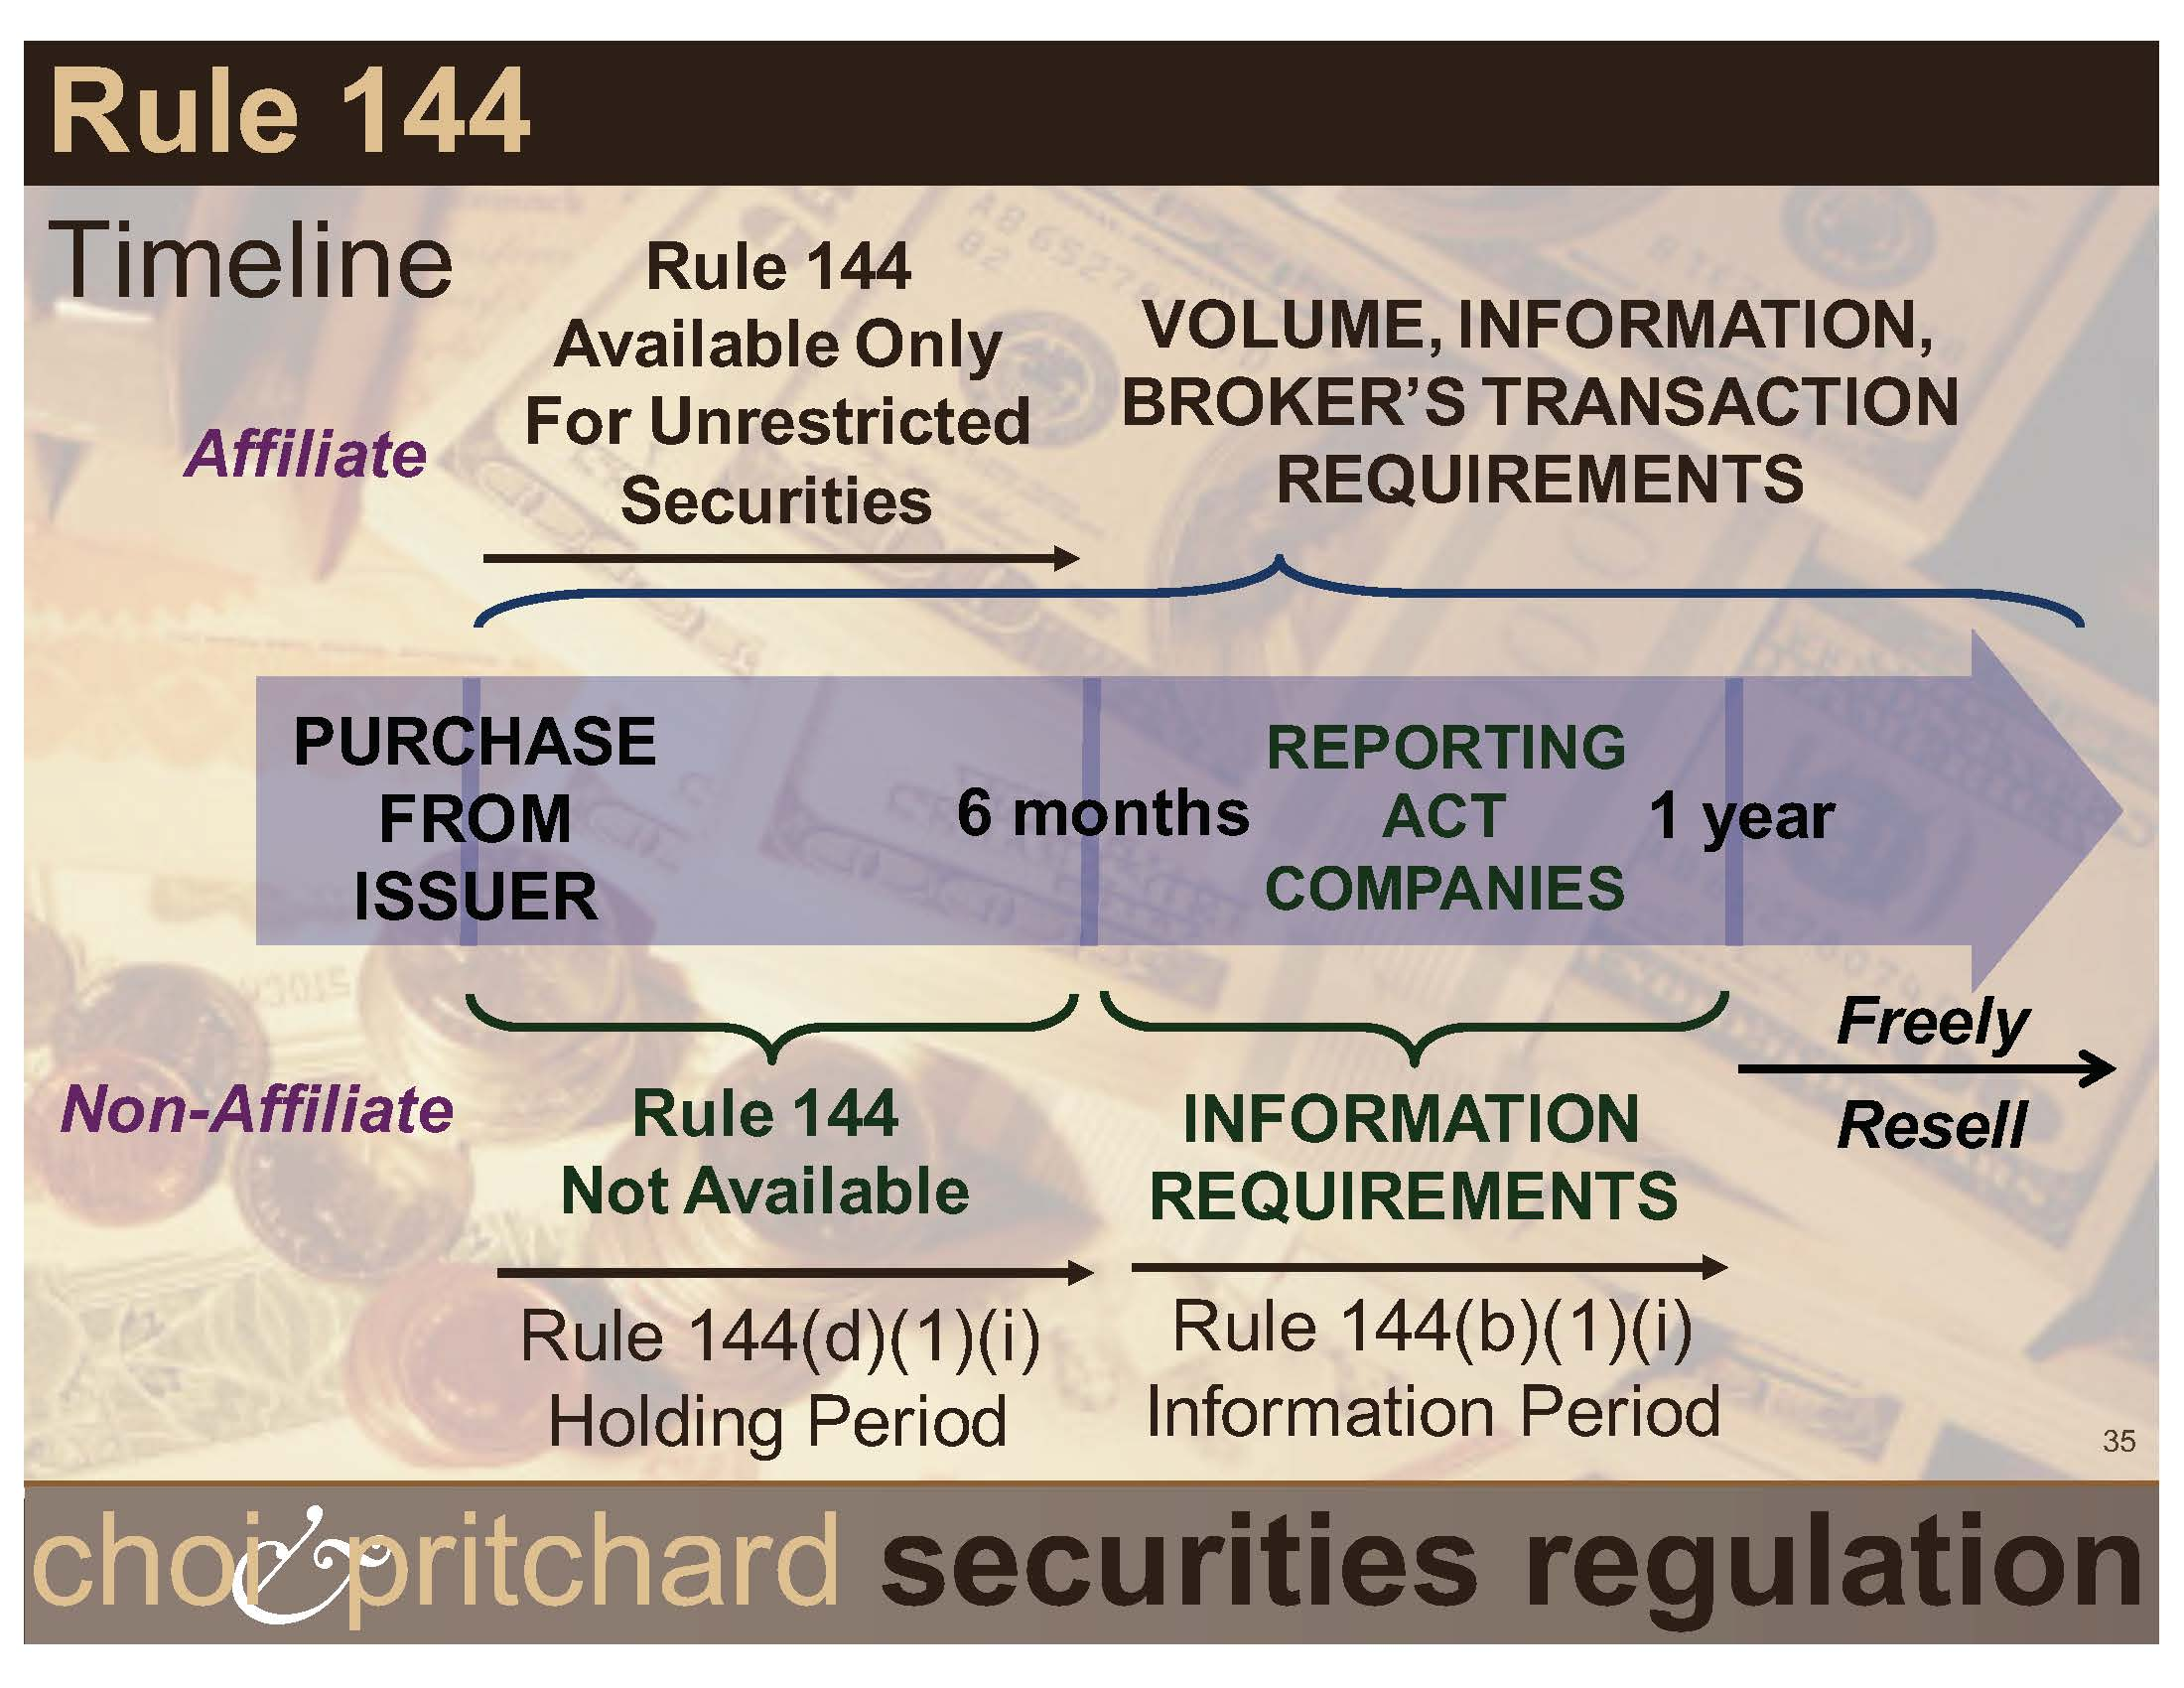 Rule 144
Timeline
Rule 144
Available Only
For Unrestricted
Securities
VOLUME, INFORMATION,
BROKER’S TRANSACTION
REQUIREMENTS
Affiliate
PURCHASE
FROM
ISSUER
6 months
REPORTING
ACT
COMPANIES
1 year
Freely
Resell
Non-Affiliate
Rule 144
Not Available
INFORMATION
REQUIREMENTS
Rule 144(d)(1)(i)
Holding Period
Rule 144(b)(1)(i)
Information Period
35
choi & pritchard securities regulation